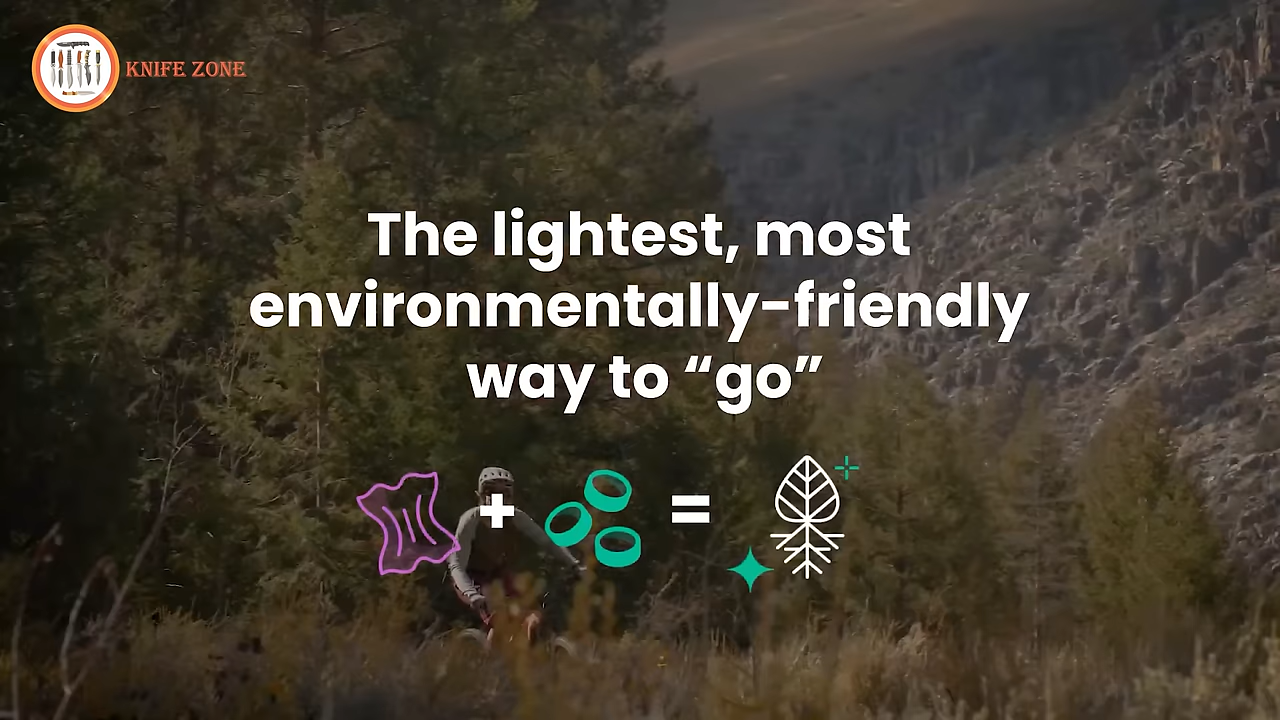 KNIFE ZONE
The lightest, most
environmentally-friendly
way to “go”
+ =